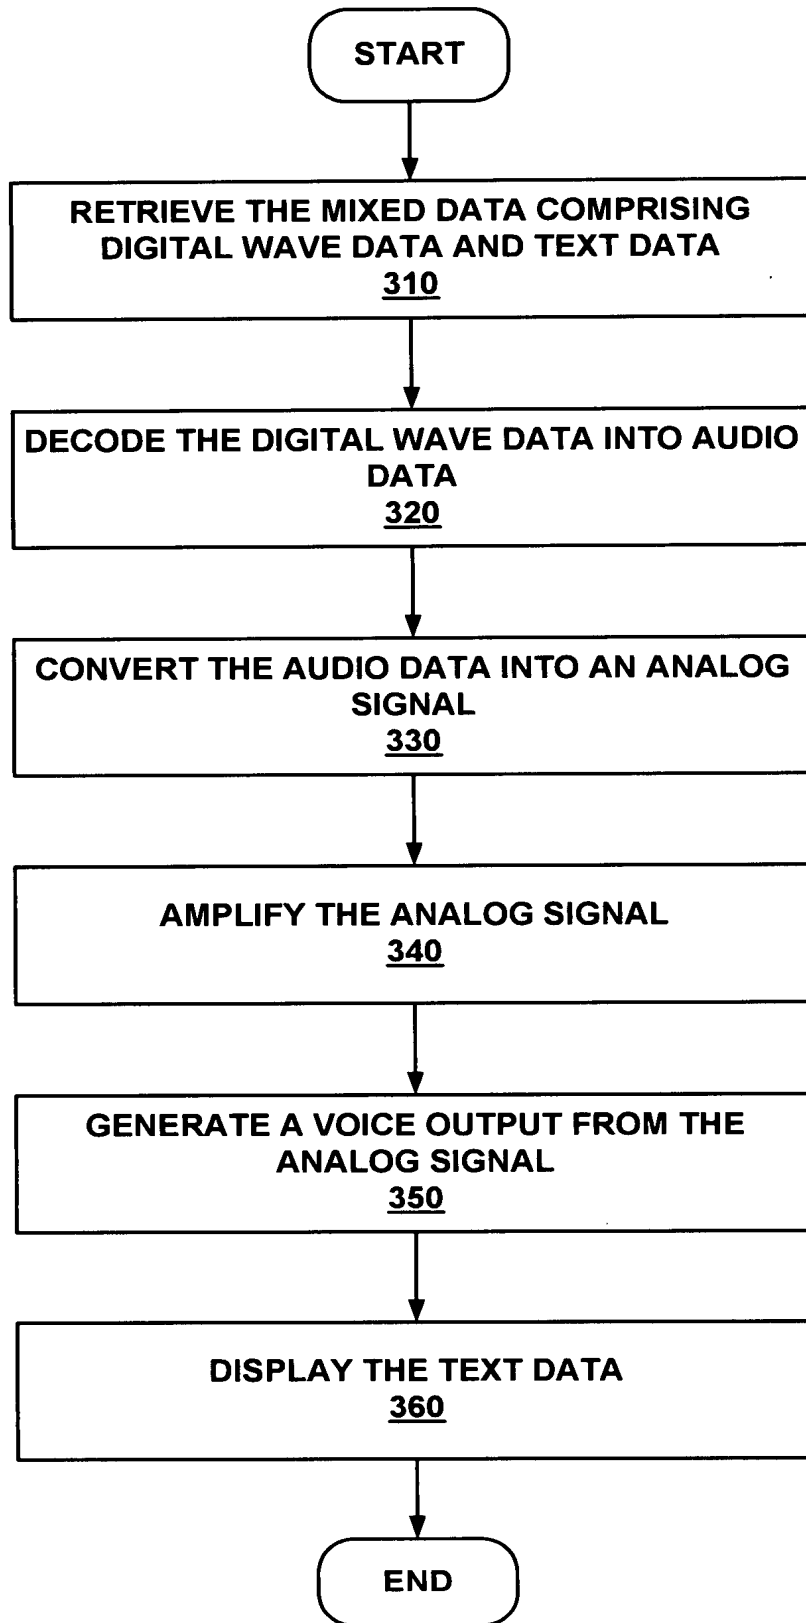 START
RETRIEVE THE MIXED DATA COMPRISING
DIGITAL WAVE DATA AND TEXT DATA
310
DECODE THE DIGITAL WAVE DATA INTO AUDIO
DATA
320
CONVERT THE AUDIO DATA INTO AN ANALOG
SIGNAL
330
AMPLIFY THE ANALOG SIGNAL
340
GENERATE A VOICE OUTPUT FROM THE
ANALOG SIGNAL
350
DISPLAY THE TEXT DATA
360
END